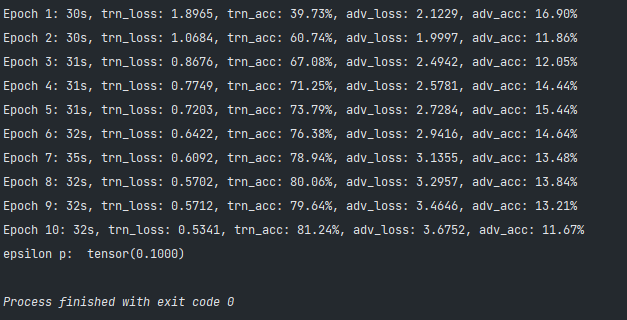 Epoch 1: 30s, trn_loss: 1.8965, trn_acc: 39.73%, adv_loss: 2.1229, adv_acc: 16.90%
Epoch 2: 30s, trn_loss: 1.0684, trn_acc: 60.74%, adv_loss: 1.9997, adv_acc: 11.86%
Epoch 3: 31s, trn_loss: 0.8676, trn_acc: 67.08%, adv_loss: 2.4942, adv_acc: 12.05%
Epoch 4: 31s, trn_loss: 0.7749, trn_acc: 71.25%, adv_loss: 2.5781, adv_acc: 14.44%
Epoch 5: 31s, trn_loss: 0.7203, trn_acc: 73.79%, adv_loss: 2.7284, adv_acc: 15.44%
Epoch 6: 32s, trn_loss: 0.6422, trn_acc: 76.38%, adv_loss: 2.9416, adv_acc: 14.64%
Epoch 7: 35s, trn_loss: 0.6092, trn_acc: 78.94%, adv_loss: 3.1355, adv_acc: 13.48%
Epoch 8: 32s, trn_loss: 0.5702, trn_acc: 80.06%, adv_loss: 3.2957, adv_acc: 13.84%
Epoch 9: 32s, trn_loss: 0.5712, trn_acc: 79.64%, adv_loss: 3.4646, adv_acc: 13.21%
Epoch 10: 32s, trn_loss: 0.5341, trn_acc: 81.24%, adv_loss: 3.6752, adv_acc: 11.67%
epsilon p:  tensor(0.1000)
Process finished with exit code 0